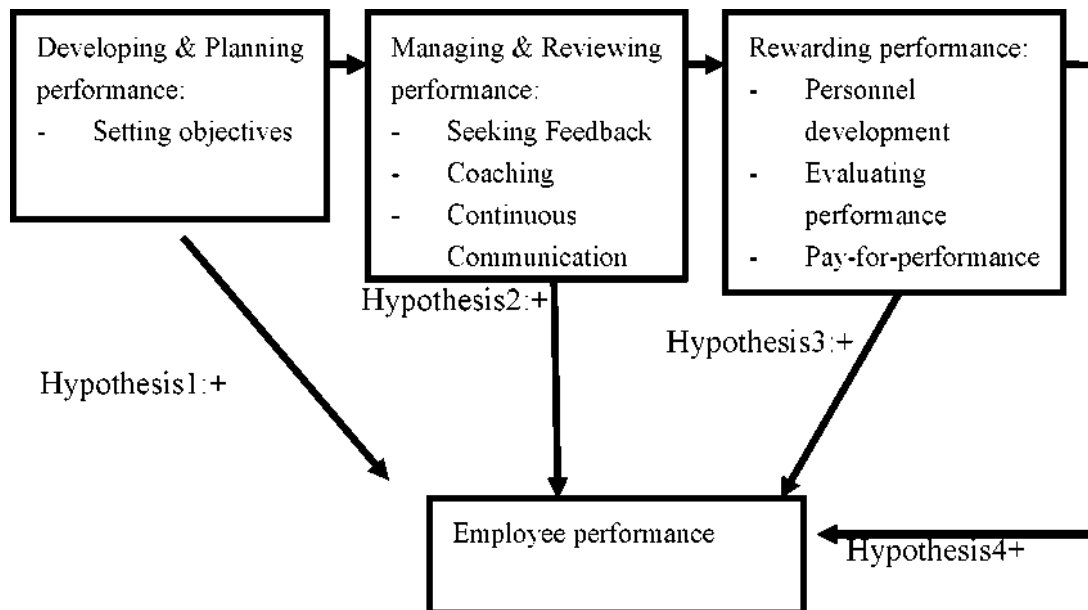 Developing & Planning
performance:
- Setting objectives
Managing & Reviewing
performance:
- Seeking Feedback
- Coaching
- Continuous
Communication
Rewarding performance:
- Personnel
development
- Evaluating
performance
- Pay-for-performance
Hypothesis1:+
Hypothesis2:+
Hypothesis3:+
Employee performance
Hypothesis4+